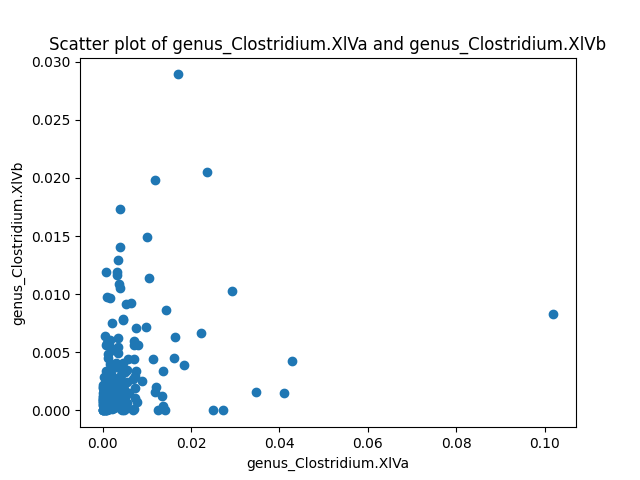 Scatter plot of genus_Clostridium.XlVa and genus_Clostridium.XlVb
0.030
0.025
0.020
0.015
0.010
0.005
0.000
genus_Clostridium.XlVb
0.00 0.02 0.04 0.06 0.08 0.10
genus_Clostridium.XlVa